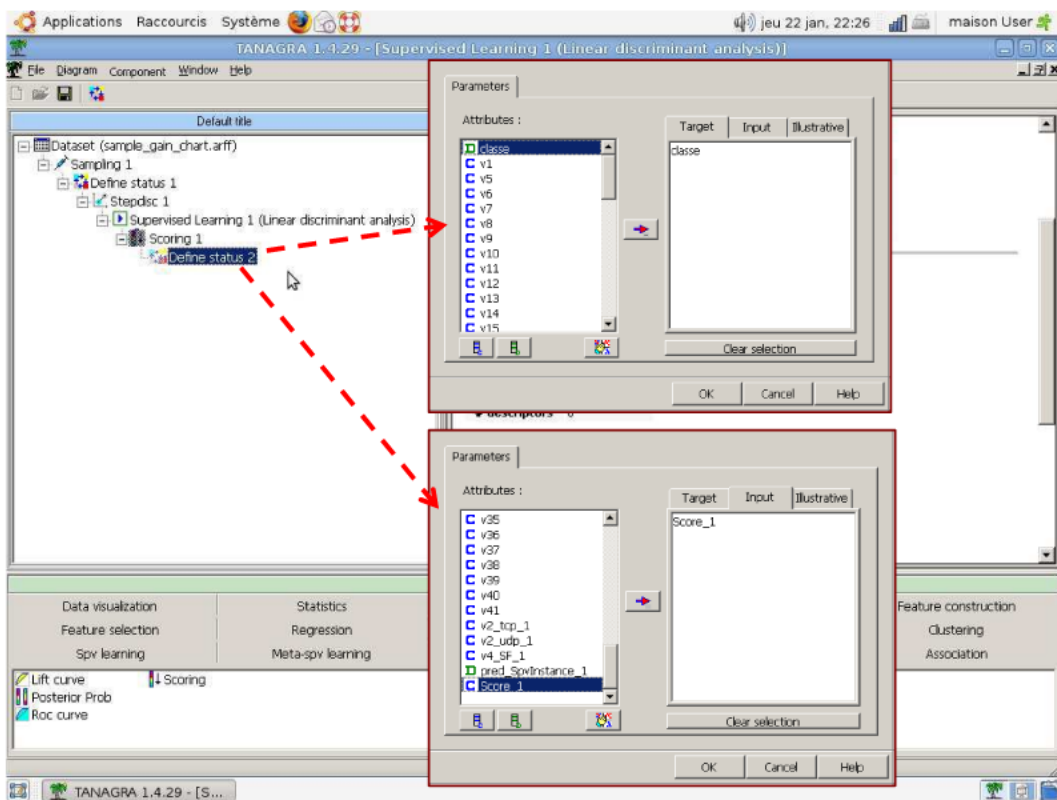 Applications Raccourcis Système jeu 22 jan, 22:26 maison User
TANAGRA 1.4.29 - [Supervised Learning 1 (Linear discriminant analysis)]
File Diagram Component Window Help
Default title
Dataset (sample_gain_chart.arff)
Sampling 1
Define status 1
Stepdisc 1
Supervised Learning 1 (Linear discriminant analysis)
Scoring 1
Define status 2
Parameters
Attributes :
D classe
C v1
C v5
C v6
C v7
C v8
C v9
C v10
C v11
C v12
C v13
C v14
C v15
Target Input Illustrative
classe
Clear selection
OK Cancel Help
descriptors 6
Parameters
Attributes :
C v35
C v36
C v37
C v38
C v39
C v40
C v41
C v2_tcp_1
C v2_udp_1
C v4_SF_1
D pred_SpvInstance_1
C Score_1
Target Input Illustrative
Score_1
Clear selection
OK Cancel Help
Data visualization Statistics Feature construction
Feature selection Regression Clustering
Spv learning Meta-spv learning Association
Lift curve Scoring
Posterior Prob
Roc curve
TANAGRA 1.4.29 - [S...